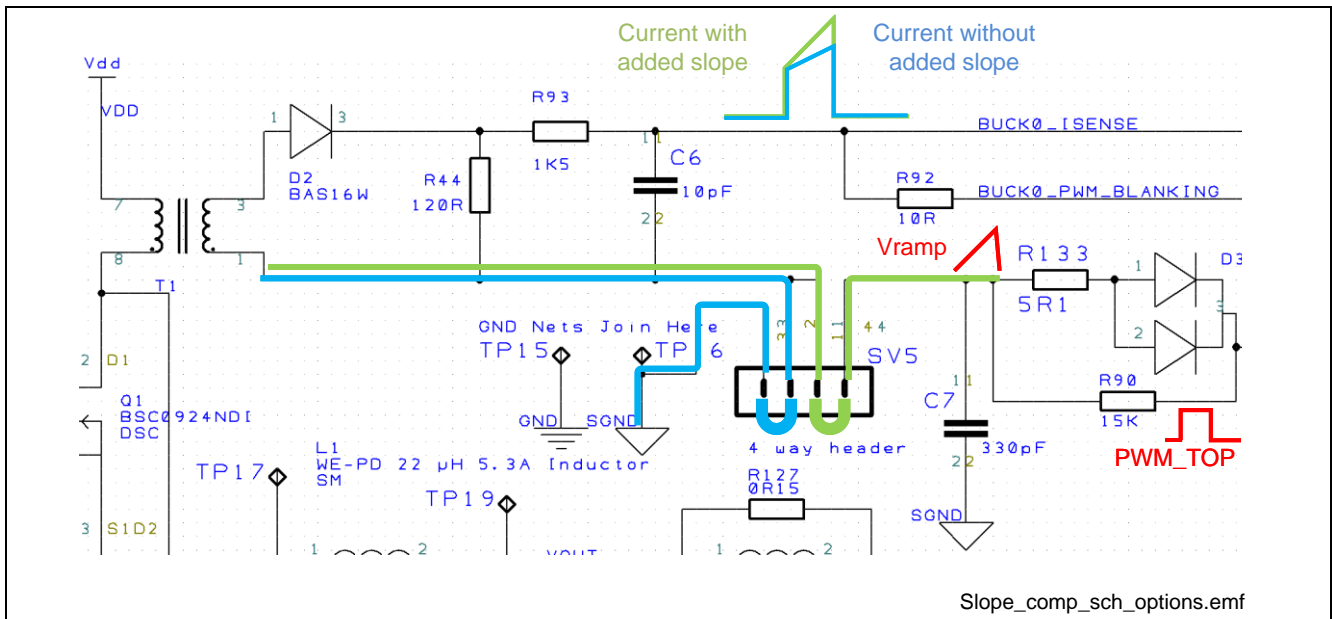 Current with
added slope
Current without
added slope
Vdd
VDD
R93
BUCK0_ISENSE
1
3
1 1
1K5
C6
D2
BAS16W
R44
120R
10pF
R92
BUCK0_PWM_BLANKING
2 2
10R
7
3
Vramp
R133
D3
1
8
1
T1
5R1
GND Nets Join Here
3 3
2
1 1
4 4
TP15
TP 6
SV5
2
2 D1
R90
C7
1 1
Q1
BSC0924NDI
DSC
GND
SGND
15K
4 way header
330pF
2 2
PWM_TOP
L1
WE-PD 22 µH 5.3A Inductor
SM
TP17
R127
0R15
TP19
SGND
3 S1D2
1
2
VOUT
1
2
Slope_comp_sch_options.emf